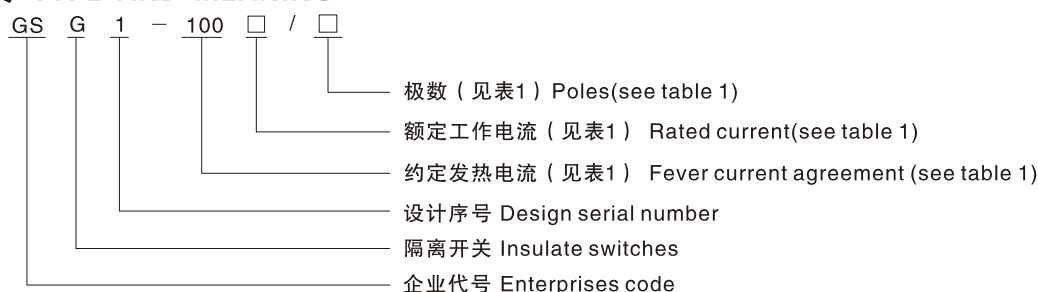 GS G 1 - 100 □ / □
极数（见表1）Poles(see table 1)
额定工作电流（见表1） Rated current(see table 1)
约定发热电流（见表1） Fever current agreement (see table 1)
设计序号 Design serial number
隔离开关 Insulate switches
企业代号 Enterprises code